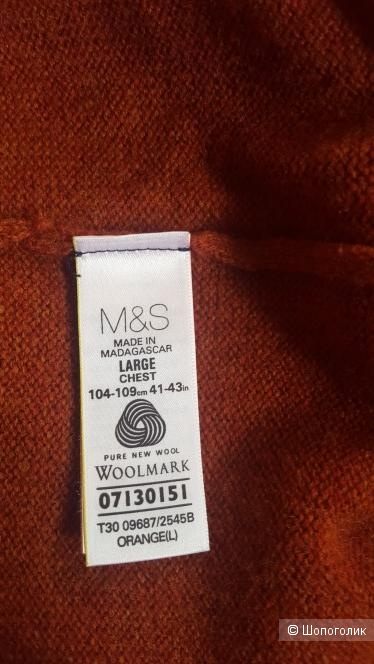 M&S
MADE IN
MADAGASCAR
LARGE
CHEST
104-109cm 41-43in
PURE NEW WOOL
WOOLMARK
07130151
T30 09687/2545B
ORANGE(L)
© Шопоголик